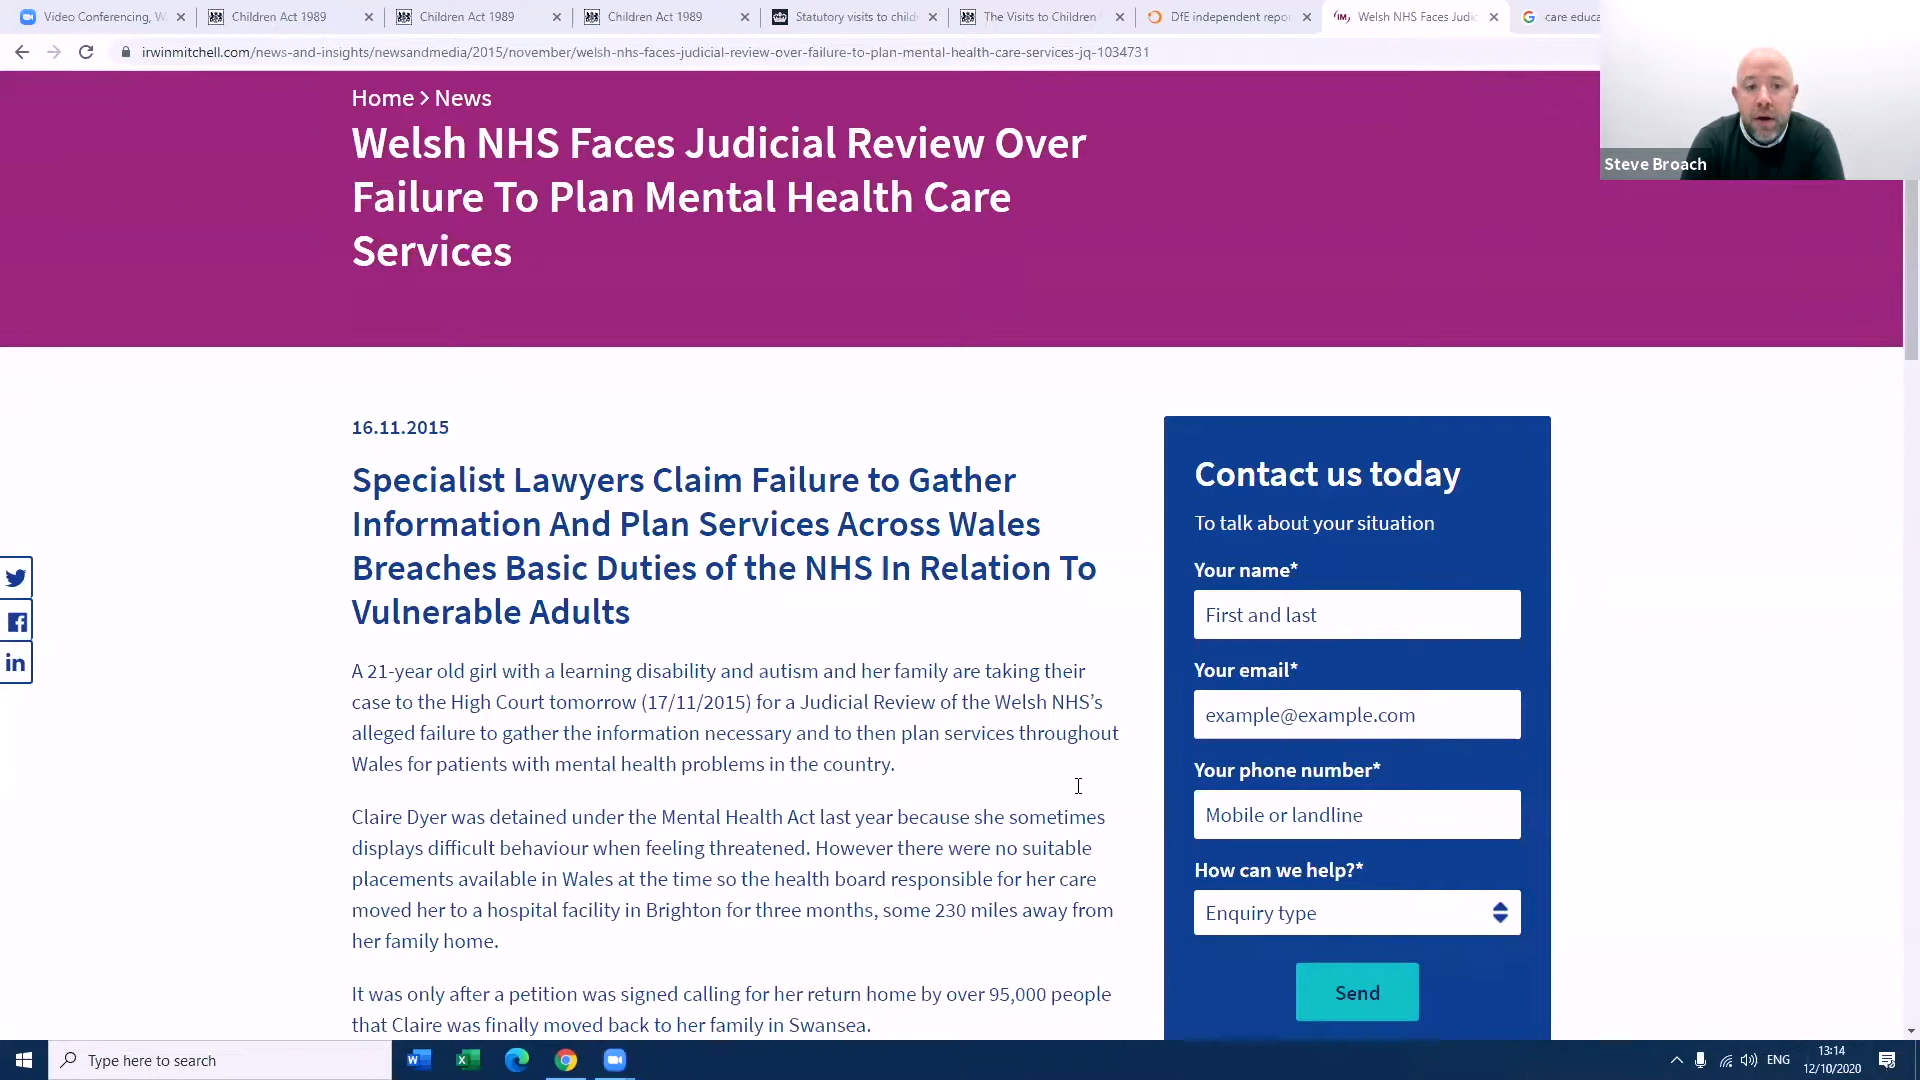 Video Conferencing, W
Children Act 1989
Children Act 1989
Children Act 1989
Statutory visits to child
The Visits to Children
DfE independent repor
Welsh NHS Faces Judic
care educa
irwinmitchell.com/news-and-insights/newsandmedia/2015/november/welsh-nhs-faces-judicial-review-over-failure-to-plan-mental-health-care-services-jq-1034731
Steve Broach
Home > News
Welsh NHS Faces Judicial Review Over
Failure To Plan Mental Health Care
Services
16.11.2015
Specialist Lawyers Claim Failure to Gather
Information And Plan Services Across Wales
Breaches Basic Duties of the NHS In Relation To
Vulnerable Adults
A 21-year old girl with a learning disability and autism and her family are taking their
case to the High Court tomorrow (17/11/2015) for a Judicial Review of the Welsh NHS’s
alleged failure to gather the information necessary and to then plan services throughout
Wales for patients with mental health problems in the country.
Claire Dyer was detained under the Mental Health Act last year because she sometimes
displays difficult behaviour when feeling threatened. However there were no suitable
placements available in Wales at the time so the health board responsible for her care
moved her to a hospital facility in Brighton for three months, some 230 miles away from
her family home.
It was only after a petition was signed calling for her return home by over 95,000 people
that Claire was finally moved back to her family in Swansea.
Contact us today
To talk about your situation
Your name*
First and last
Your email*
example@example.com
Your phone number*
Mobile or landline
How can we help?*
Enquiry type
Send
Type here to search
ENG
13:14
12/10/2020